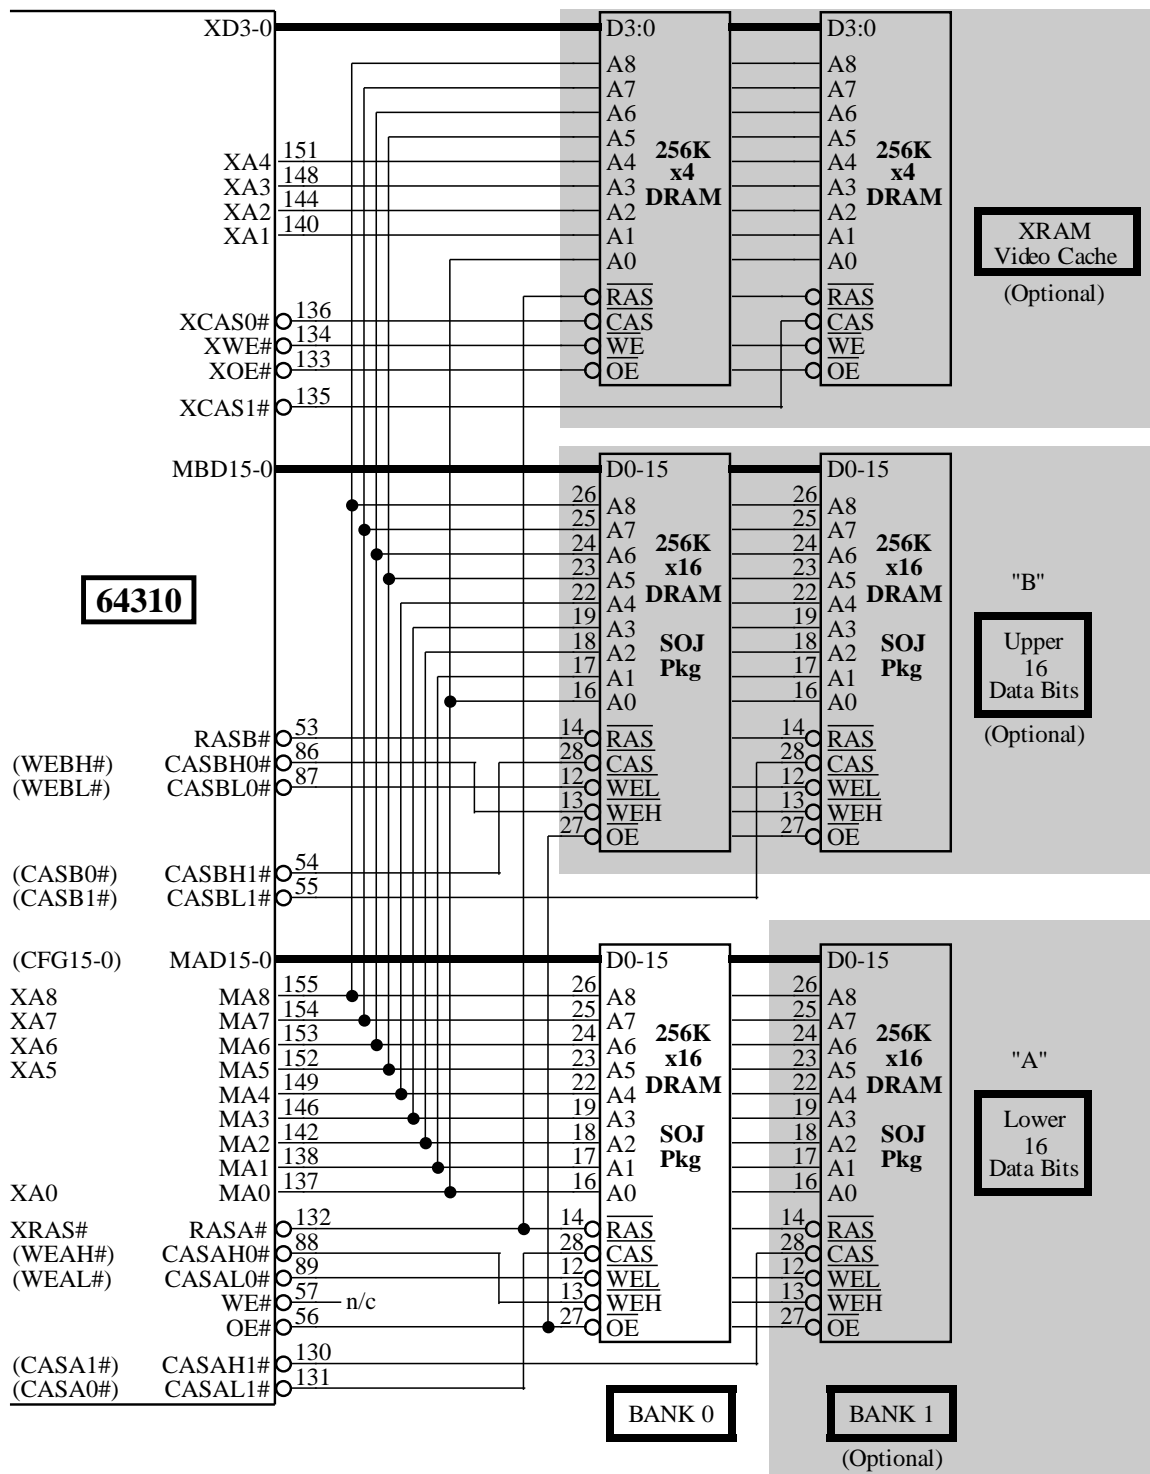 XD3-0 D3:0 D3:0
A8 A8
A7 A7
A6 A6
A5 A5
256K 256K
XA4 151 A4 x4 A4 x4
XA3 148 A3 DRAM A3 DRAM
XA2 144 A2 A2
XA1 140 A1 A1
A0 A0
XRAM
Video Cache
(Optional)
RAS RAS
XCAS0# 136 CAS CAS
XWE# 134 WE WE
XOE# 133 OE OE
XCAS1# 135
MBD15-0 D0-15 D0-15
26 A8 26 A8
25 A7 25 A7
24 A6 24 A6
23 A5 23 A5
22 A4 22 A4
19 A3 19 A3
18 A2 18 A2
17 A1 17 A1
16 A0 16 A0
256K 256K
x16 x16
DRAM DRAM
SOJ SOJ
Pkg Pkg
64310
"B"
Upper
16
Data Bits
(Optional)
RASB# 53 14 RAS 14 RAS
(WEBH#) CASBH0# 86 28 CAS 28 CAS
(WEBL#) CASBL0# 87 12 WEL 12 WEL
13 WEH 13 WEH
27 OE 27 OE
(CASB0#) CASBH1# 54
(CASB1#) CASBL1# 55
(CFG15-0) MAD15-0 D0-15 D0-15
XA8 MA8 155 26 A8 26 A8
XA7 MA7 154 25 A7 25 A7
XA6 MA6 153 24 A6 24 A6
XA5 MA5 152 23 A5 23 A5
MA4 149 22 A4 22 A4
MA3 146 19 A3 19 A3
MA2 142 18 A2 18 A2
MA1 138 17 A1 17 A1
XA0 MA0 137 16 A0 16 A0
256K 256K
x16 x16
DRAM DRAM
SOJ SOJ
Pkg Pkg
"A"
Lower
16
Data Bits
XRAS# RASA# 132 14 RAS 14 RAS
(WEAH#) CASAH0# 88 28 CAS 28 CAS
(WEAL#) CASAL0# 89 12 WEL 12 WEL
WE# 57 n/c 13 WEH 13 WEH
OE# 56 27 OE 27 OE
(CASA1#) CASAH1# 130
(CASA0#) CASAL1# 131
BANK 0 BANK 1
(Optional)